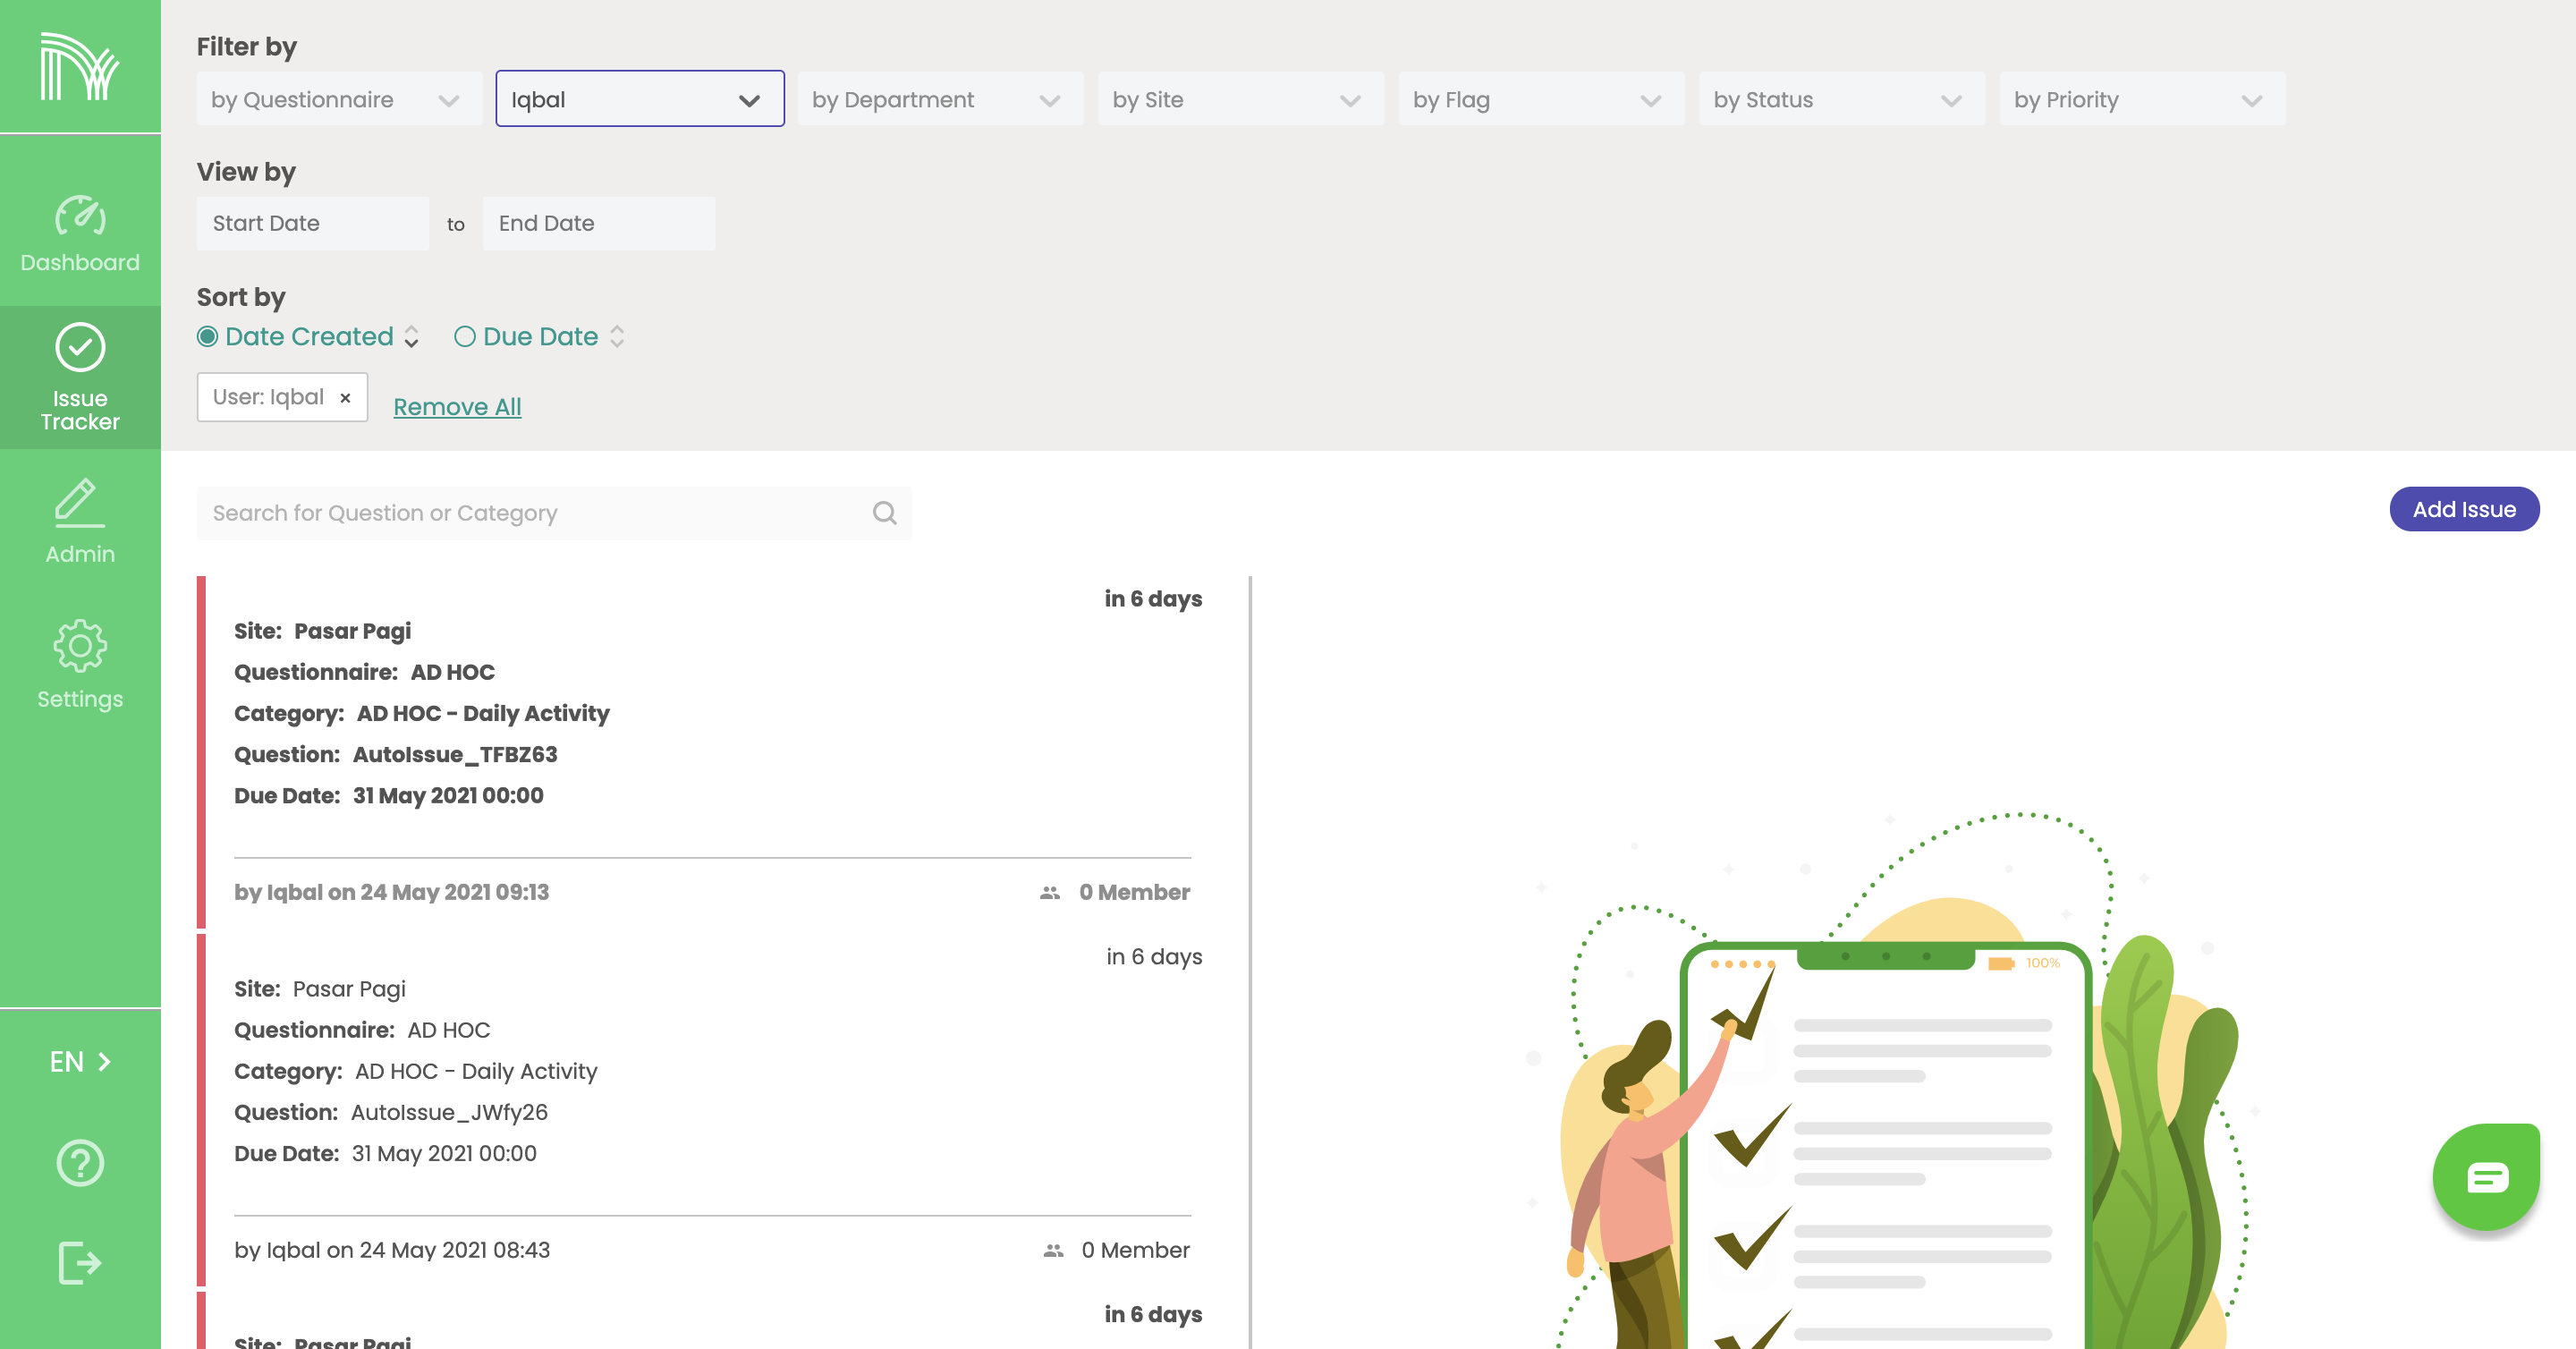 Filter by
by Questionnaire
Iqbal
by Department
by Site
by Flag
by Status
by Priority
View by
Start Date to End Date
Sort by
Date Created
Due Date
User: Iqbal ×
Remove All
Dashboard
Issue
Tracker
Admin
Settings
EN
Search for Question or Category
Add Issue
in 6 days
Site: Pasar Pagi
Questionnaire: AD HOC
Category: AD HOC - Daily Activity
Question: AutoIssue_TFBZ63
Due Date: 31 May 2021 00:00
by Iqbal on 24 May 2021 09:13
0 Member
in 6 days
Site: Pasar Pagi
Questionnaire: AD HOC
Category: AD HOC - Daily Activity
Question: AutoIssue_JWfy26
Due Date: 31 May 2021 00:00
by Iqbal on 24 May 2021 08:43
0 Member
in 6 days
Site: Pasar Pagi
100%